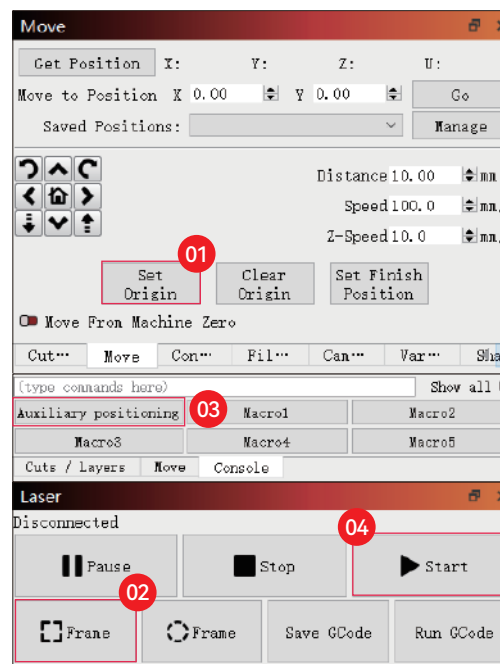 Move
Get Position X: Y: Z: U:
Move to Position X 0.00 Y 0.00 Go
Saved Positions: Manage
Distance 10.00 mm
Speed 100.0 mm
Z-Speed 10.0 mm
01
Set Origin Clear Origin Set Finish Position
Move From Machine Zero
Cut… Move Con… Fil… Can… Var… Sha
(type commands here) Show all
Auxiliary positioning 03 Macro1 Macro2
Macro3 Macro4 Macro5
Cuts / Layers Move Console
Laser
Disconnected
04
Pause Stop Start
02
Frame Frame Save GCode Run GCode